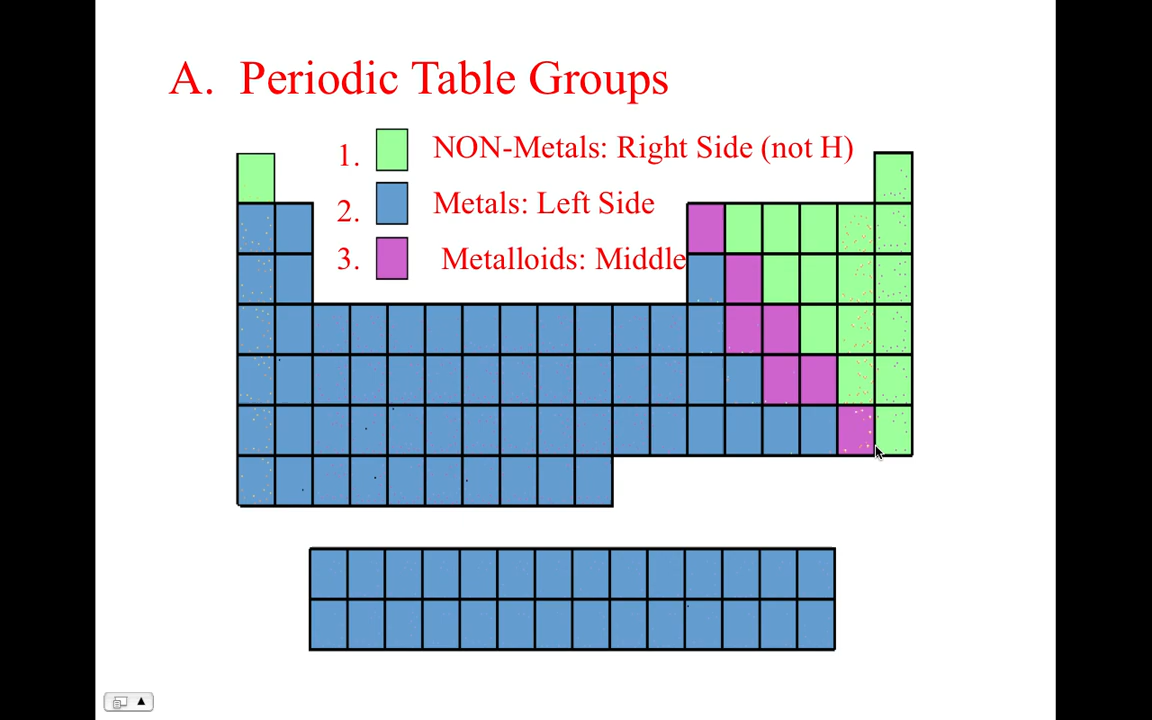 A. Periodic Table Groups
1. NON-Metals: Right Side (not H)
2. Metals: Left Side
3. Metalloids: Middle